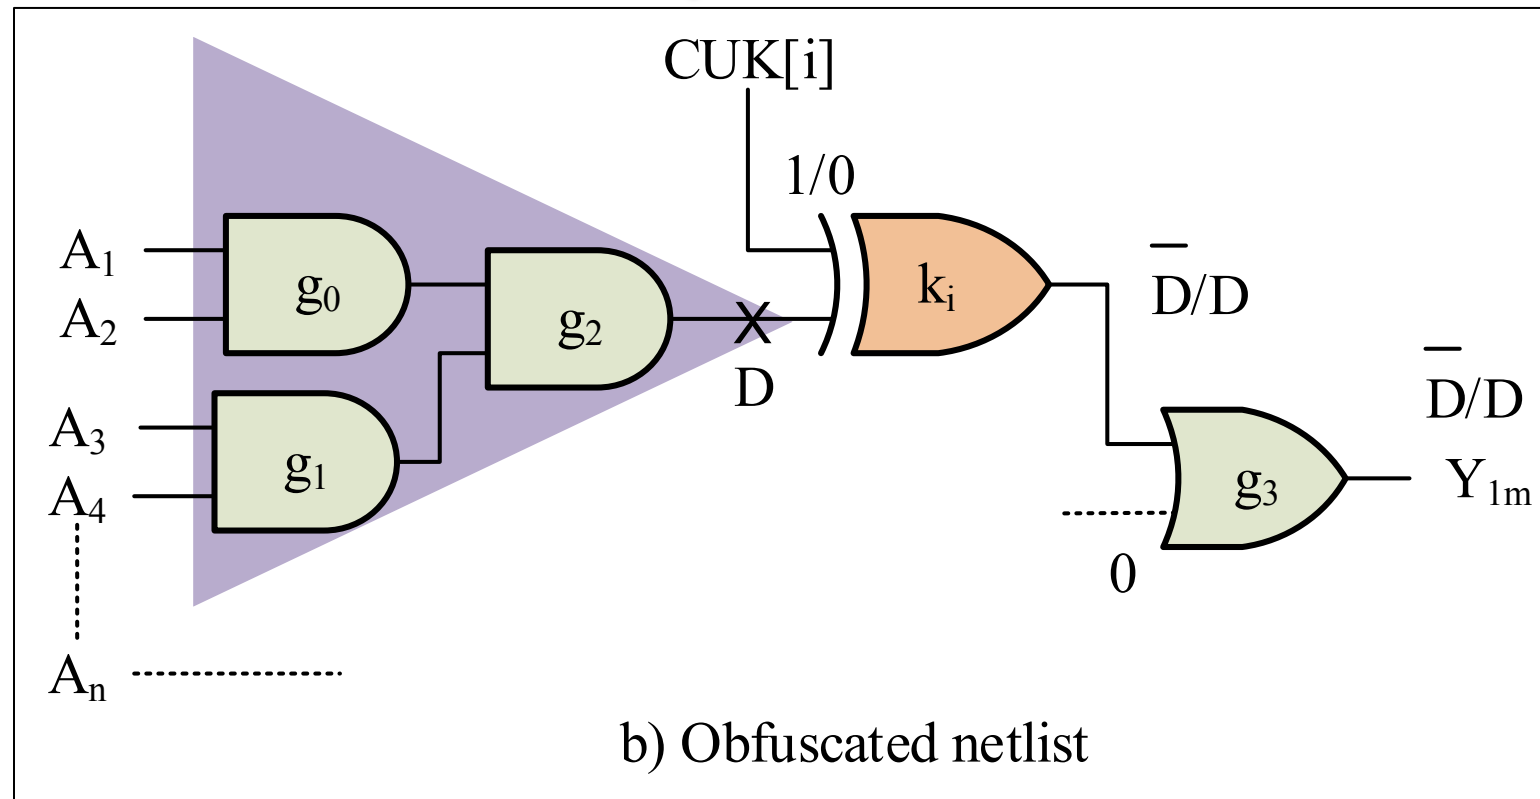 CUK[i]
1/0
A₁
g₀
kᵢ
D̅/D
A₂
g₂
D
D̅/D
A₃
g₁
g₃
Y₁ₘ
A₄
0
Aₙ
b) Obfuscated netlist